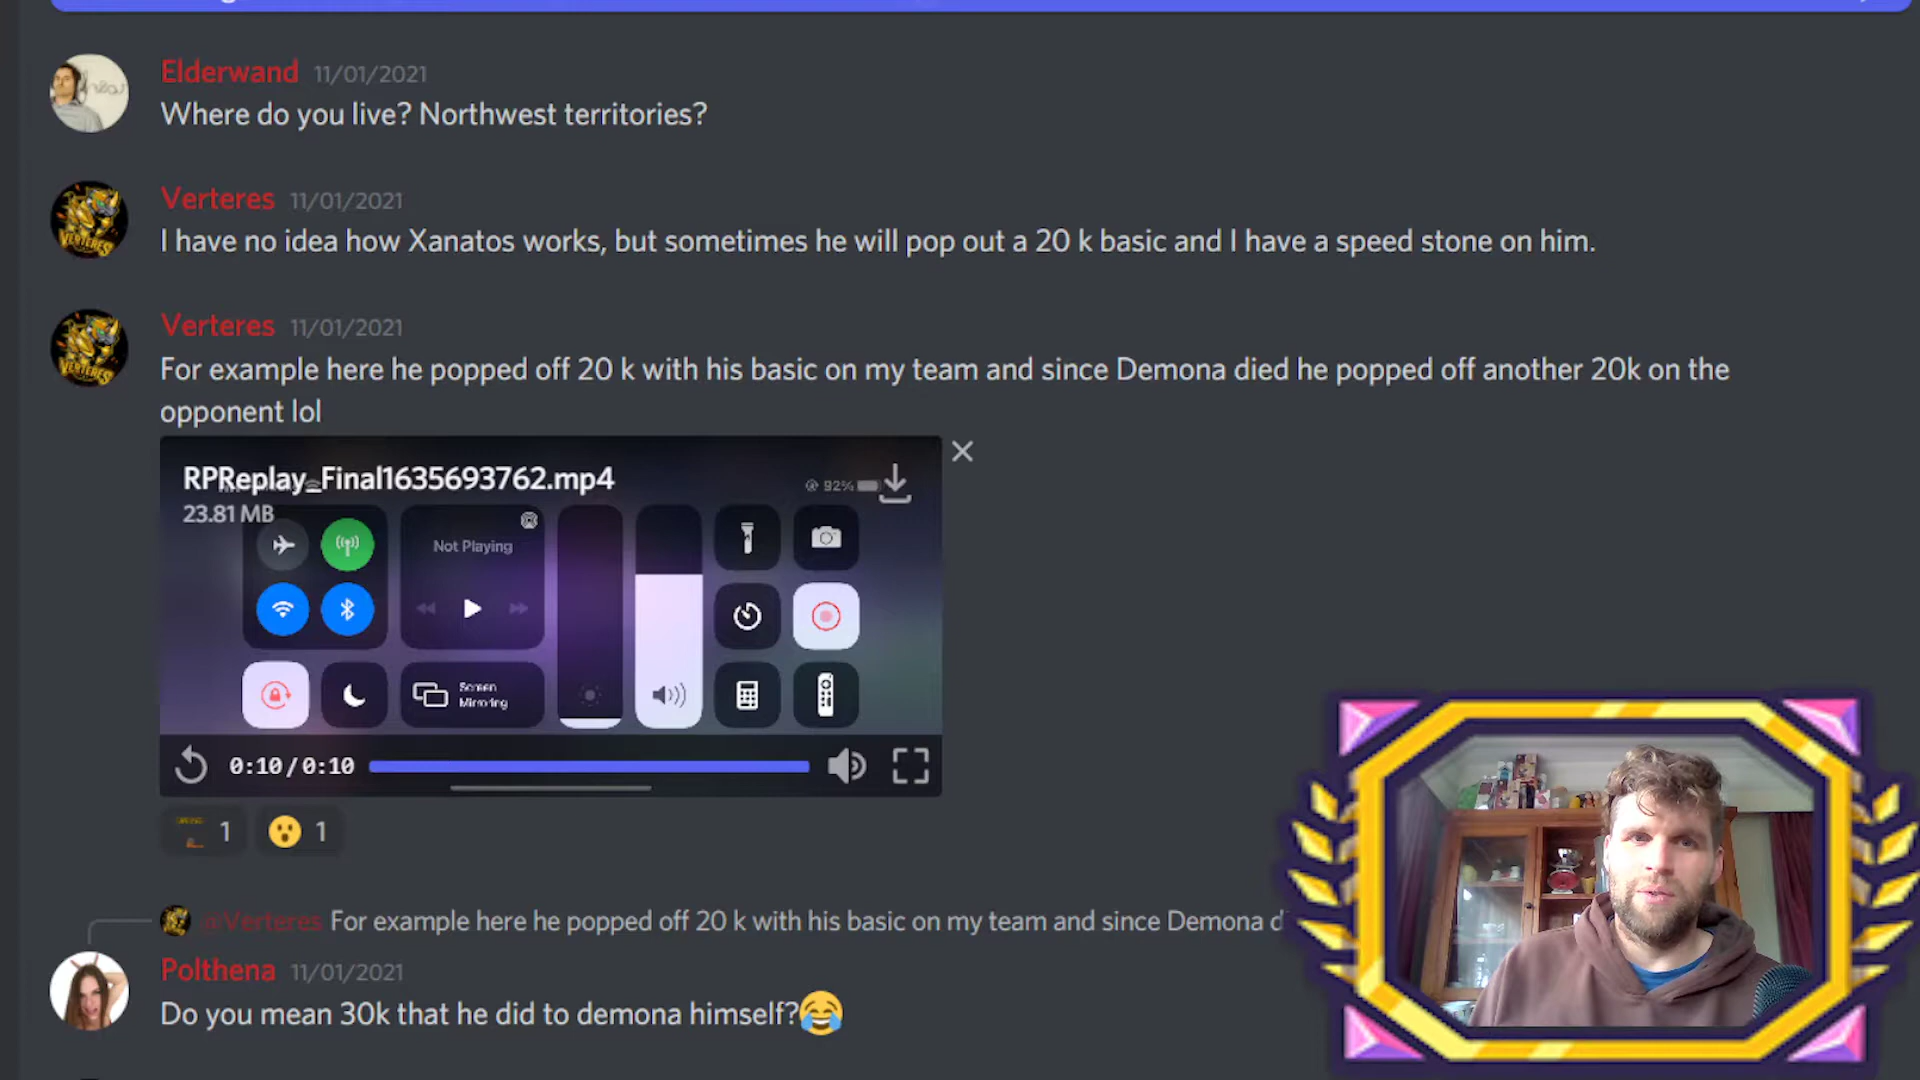 Elderwand 11/01/2021
Where do you live? Northwest territories?
Verteres 11/01/2021
I have no idea how Xanatos works, but sometimes he will pop out a 20 k basic and I have a speed stone on him.
Verteres 11/01/2021
For example here he popped off 20 k with his basic on my team and since Demona died he popped off another 20k on the
opponent lol
RPReplay_Final1635693762.mp4
92%
23.81 MB
Not Playing
Screen
Mirroring
0:10/0:10
1 1
@Verteres For example here he popped off 20 k with his basic on my team and since Demona d
Polthena 11/01/2021
Do you mean 30k that he did to demona himself?
VERTERES
VERTERES